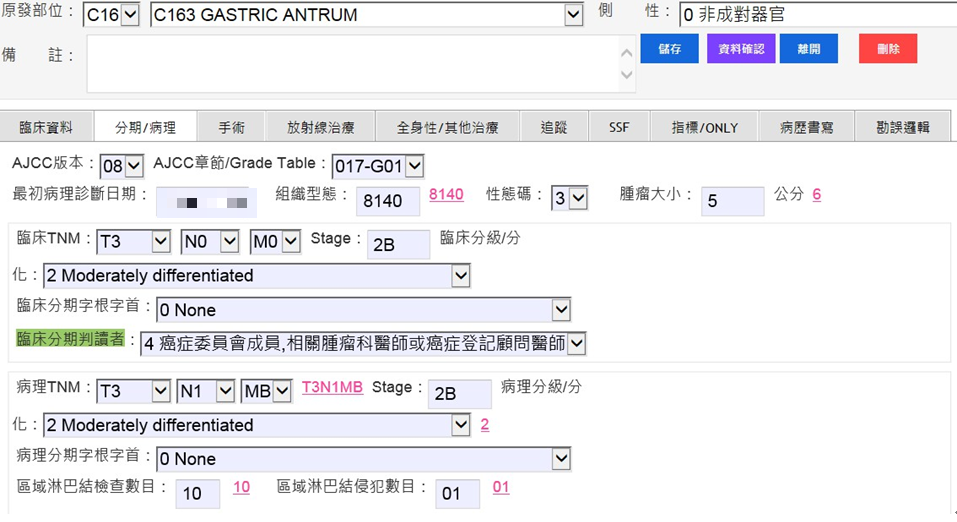 原發部位： C16 C163 GASTRIC ANTRUM 側 性： 0 非成對器官
備 註： 儲存 資料確認 離開 刪除
臨床資料 分期/病理 手術 放射線治療 全身性/其他治療 追蹤 SSF 指標/ONLY 病歷書寫 勘誤邏輯
AJCC版本： 08 AJCC章節/Grade Table： 017-G01
最初病理診斷日期： 組織型態： 8140 8140 性態碼： 3 腫瘤大小： 5 公分 6
臨床TNM： T3 N0 M0 Stage： 2B 臨床分級/分
化： 2 Moderately differentiated
臨床分期字根字首： 0 None
臨床分期判讀者： 4 癌症委員會成員,相關腫瘤科醫師或癌症登記顧問醫師
病理TNM： T3 N1 MB T3N1MB Stage： 2B 病理分級/分
化： 2 Moderately differentiated 2
病理分期字根字首： 0 None
區域淋巴結檢查數目： 10 10 區域淋巴結侵犯數目： 01 01